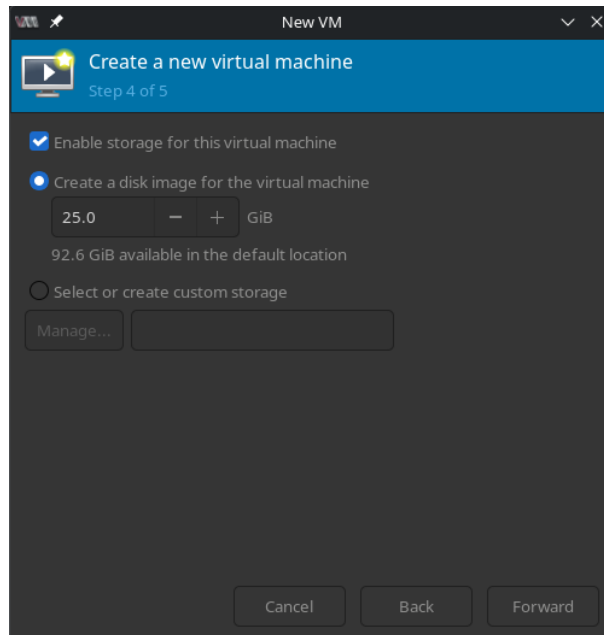 New VM
Create a new virtual machine
Step 4 of 5
Enable storage for this virtual machine
Create a disk image for the virtual machine
25.0 − + GiB
92.6 GiB available in the default location
Select or create custom storage
Manage...
Cancel Back Forward